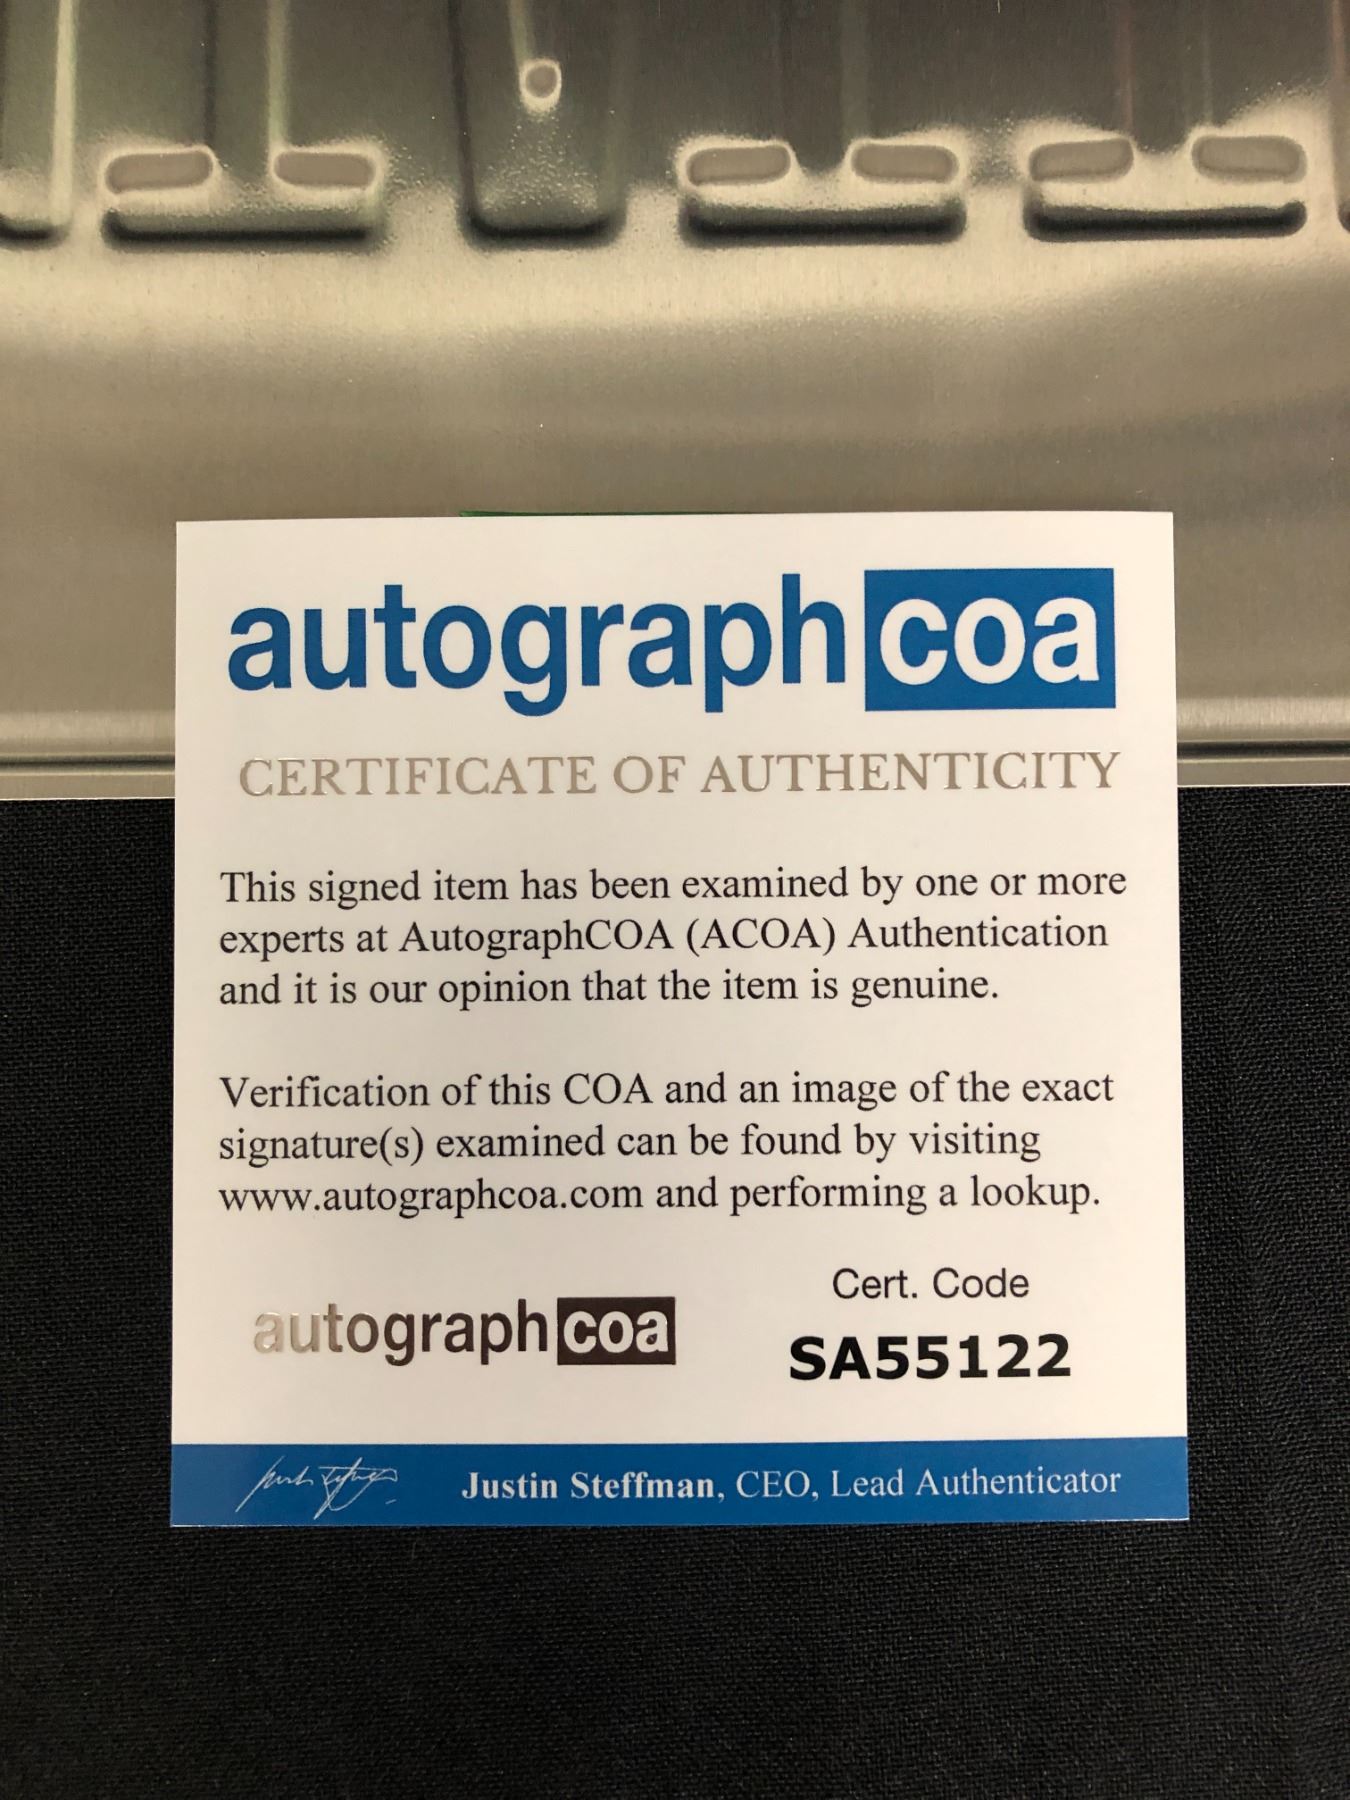 autographcoa
CERTIFICATE OF AUTHENTICITY
This signed item has been examined by one or more
experts at AutographCOA (ACOA) Authentication
and it is our opinion that the item is genuine.
Verification of this COA and an image of the exact
signature(s) examined can be found by visiting
www.autographcoa.com and performing a lookup.
Cert. Code
autographcoa
SA55122
Justin Steffman, CEO, Lead Authenticator